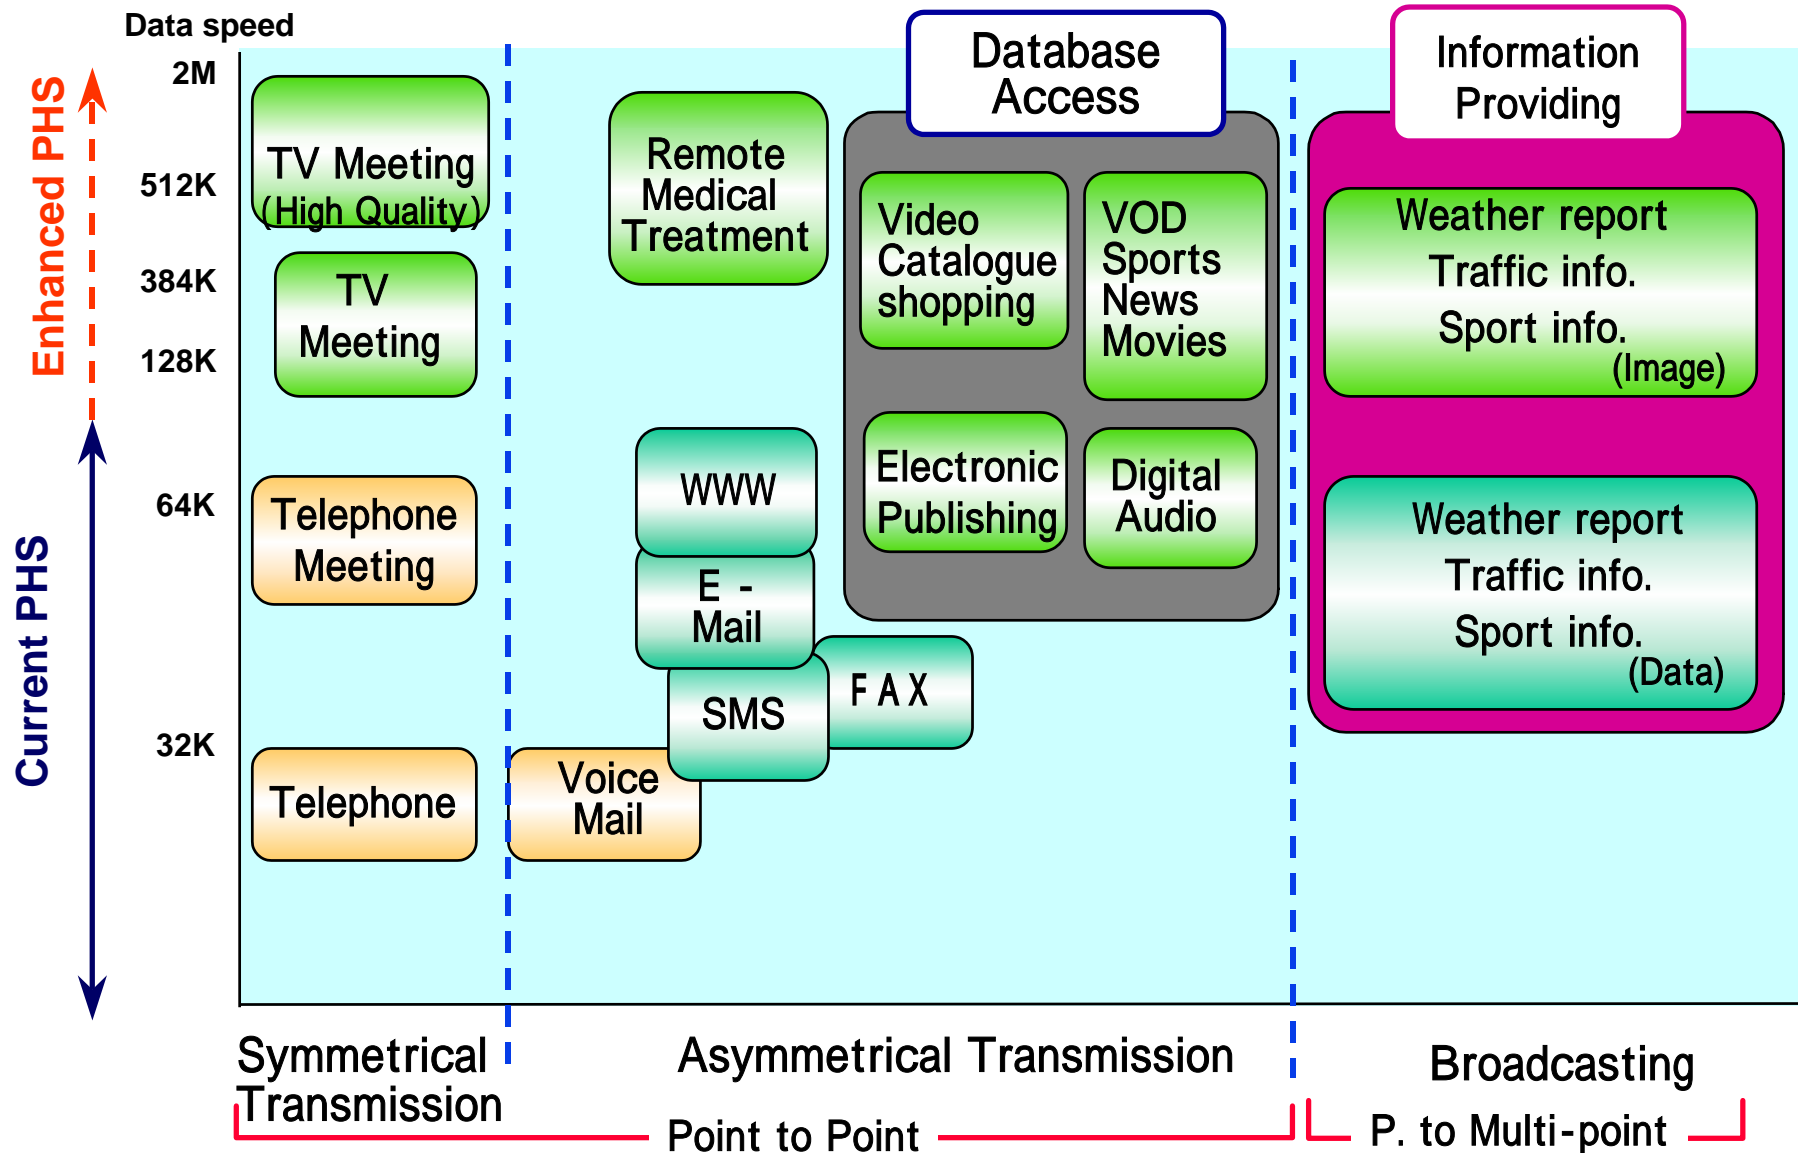 Data speed
2M
512K
384K
128K
64K
32K
Enhanced PHS
Current PHS
Database
Access
Information
Providing
TV Meeting
(High Quality)
TV
Meeting
Telephone
Meeting
Telephone
Remote
Medical
Treatment
WWW
E -
Mail
SMS
FAX
Voice
Mail
Video
Catalogue
shopping
VOD
Sports
News
Movies
Electronic
Publishing
Digital
Audio
Weather report
Traffic info.
Sport info.
(Image)
Weather report
Traffic info.
Sport info.
(Data)
Symmetrical
Transmission
Asymmetrical Transmission
Broadcasting
Point to Point
P. to Multi-point